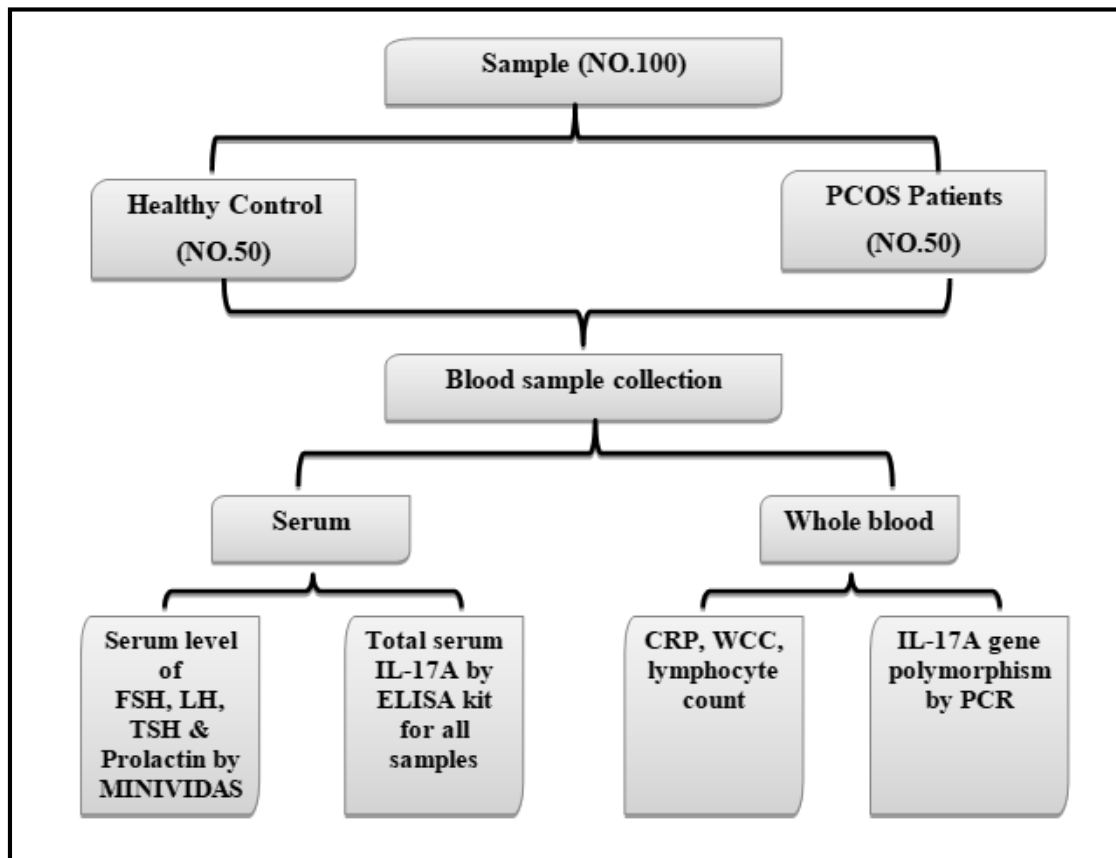 Sample (NO.100)
Healthy Control
(NO.50)
PCOS Patients
(NO.50)
Blood sample collection
Serum
Whole blood
Serum level
of
FSH, LH,
TSH &
Prolactin by
MINIVIDAS
Total serum
IL-17A by
ELISA kit
for all
samples
CRP, WCC,
lymphocyte
count
IL-17A gene
polymorphism
by PCR